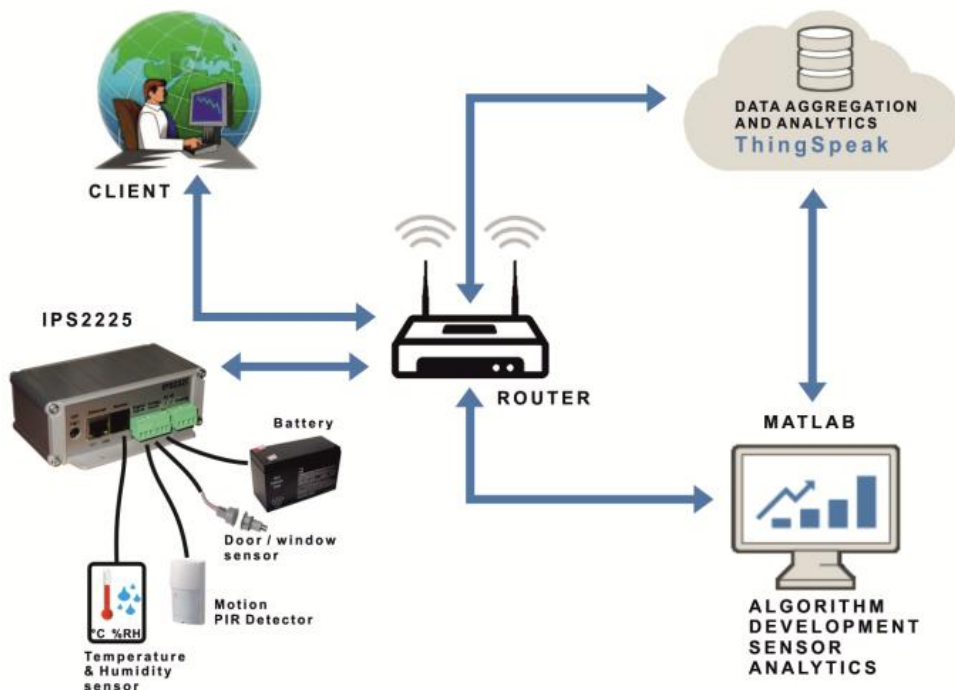 CLIENT
DATA AGGREGATION
AND ANALYTICS
ThingSpeak
IPS2225
IPS2225
ROUTER
MATLAB
Battery
Door / window
sensor
Motion
PIR Detector
°C %RH
Temperature
& Humidity
sensor
ALGORITHM
DEVELOPMENT
SENSOR
ANALYTICS